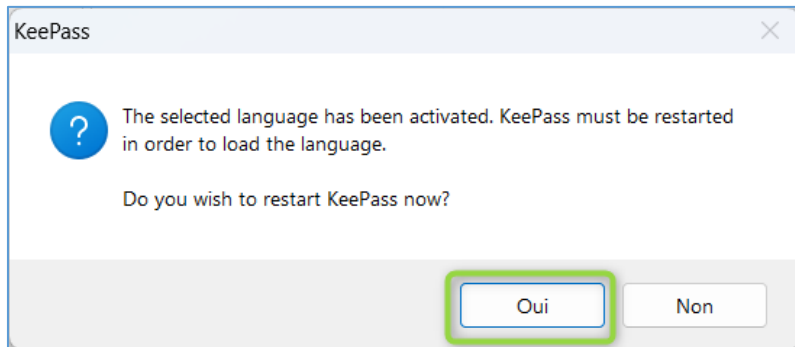 KeePass
The selected language has been activated. KeePass must be restarted
in order to load the language.
Do you wish to restart KeePass now?
Oui
Non